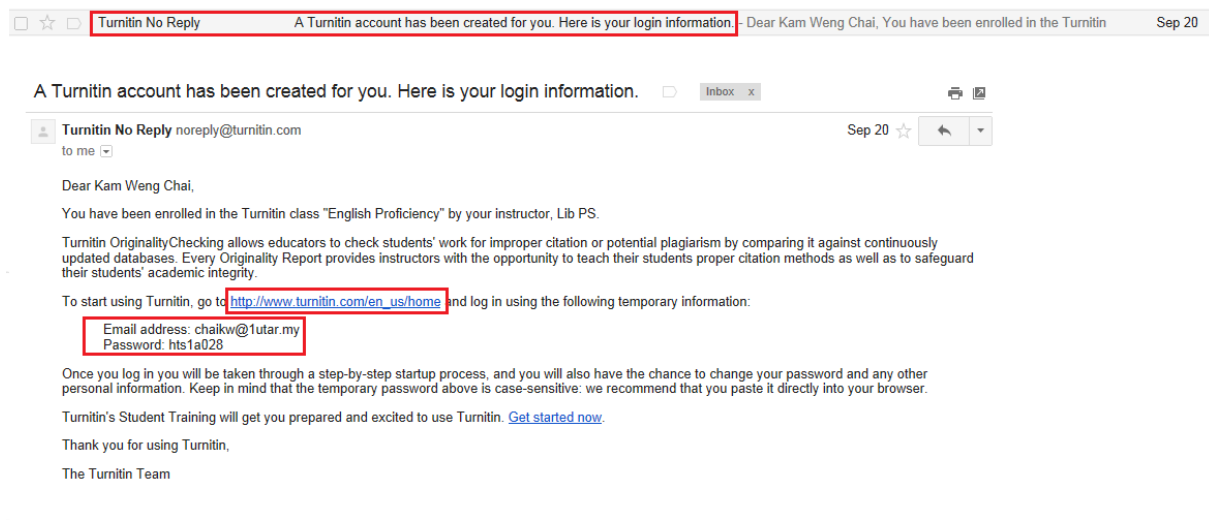 Turnitin No Reply A Turnitin account has been created for you. Here is your login information. - Dear Kam Weng Chai, You have been enrolled in the Turnitin Sep 20
A Turnitin account has been created for you. Here is your login information. Inbox x
Turnitin No Reply noreply@turnitin.com Sep 20
to me
Dear Kam Weng Chai,
You have been enrolled in the Turnitin class "English Proficiency" by your instructor, Lib PS.
Turnitin OriginalityChecking allows educators to check students' work for improper citation or potential plagiarism by comparing it against continuously
updated databases. Every Originality Report provides instructors with the opportunity to teach their students proper citation methods as well as to safeguard
their students' academic integrity.
To start using Turnitin, go to http://www.turnitin.com/en_us/home and log in using the following temporary information:
Email address: chaikw@1utar.my
Password: hts1a028
Once you log in you will be taken through a step-by-step startup process, and you will also have the chance to change your password and any other
personal information. Keep in mind that the temporary password above is case-sensitive: we recommend that you paste it directly into your browser.
Turnitin's Student Training will get you prepared and excited to use Turnitin. Get started now.
Thank you for using Turnitin,
The Turnitin Team